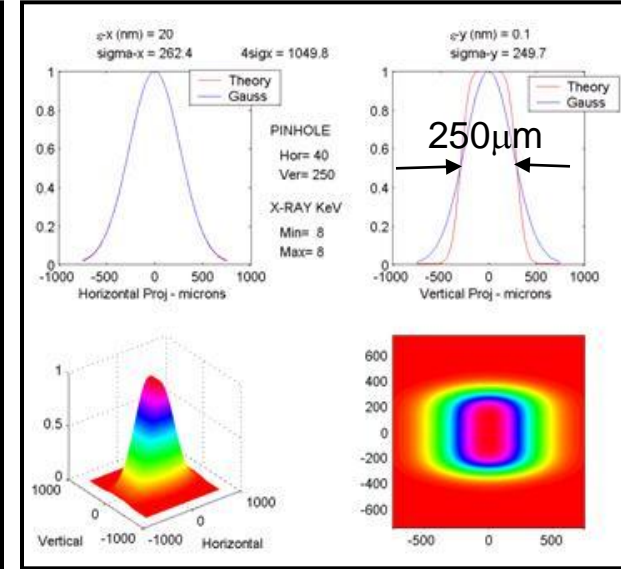 ε-x (nm) = 20
sigma-x = 262.4 4sigx = 1049.8
1
0.8
0.6
0.4
0.2
0
-1000 -500 0 500 1000
Horizontal Proj - microns
Theory
Gauss
PINHOLE
Hor= 40
Ver= 250
X-RAY KeV
Min= 8
Max= 8
ε-y (nm) = 0.1
sigma-y = 249.7
1
0.8
0.6
0.4
0.2
0
-1000 -500 0 500 1000
Vertical Proj - microns
Theory
Gauss
250μm
1
0.5
0
1000
0
-1000
Vertical
-1000
0
1000
Horizontal
600
400
200
0
-200
-400
-600
-500 0 500